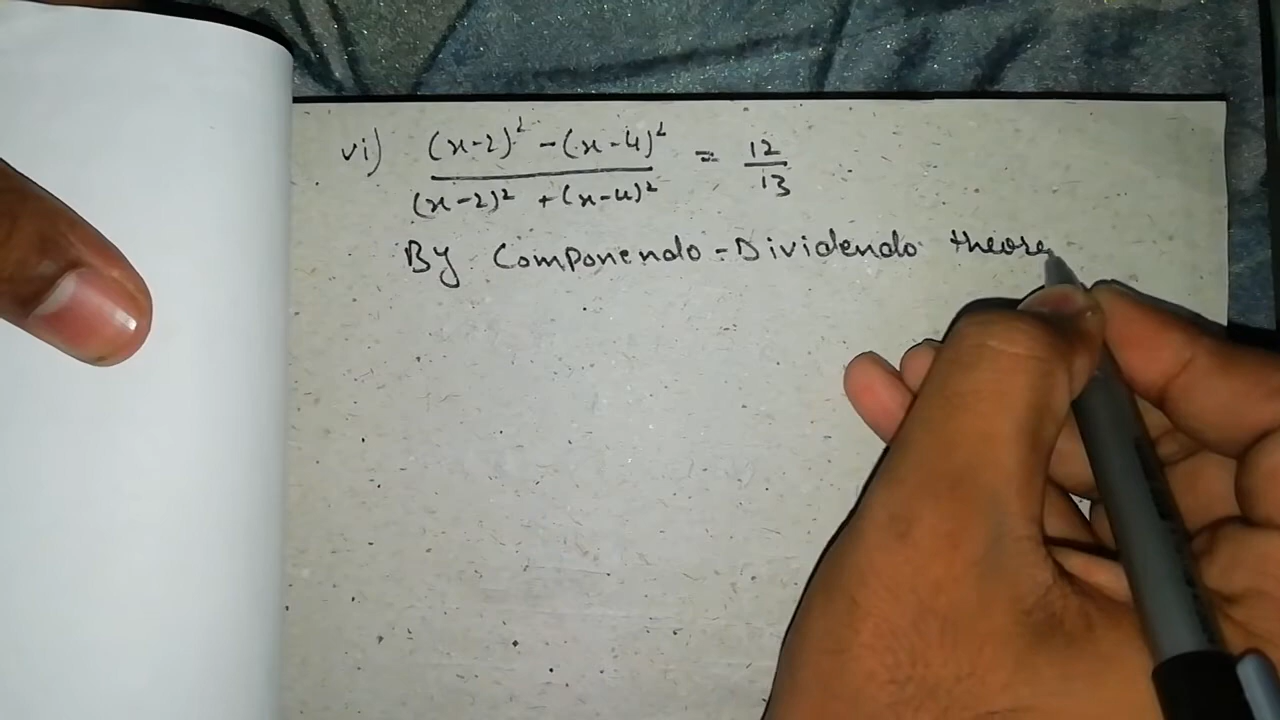 vi) (x-2)² - (x-4)² / (x-2)² + (x-4)² = 12/13
By Componendo - Dividendo theore